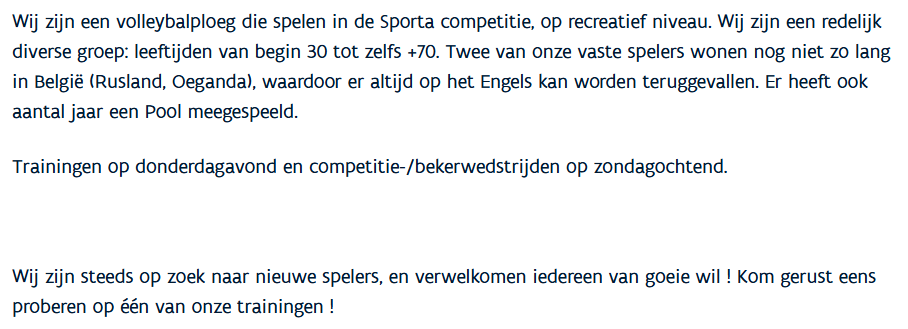 Wij zijn een volleybalploeg die spelen in de Sporta competitie, op recreatief niveau. Wij zijn een redelijk
diverse groep: leeftijden van begin 30 tot zelfs +70. Twee van onze vaste spelers wonen nog niet zo lang
in België (Rusland, Oeganda), waardoor er altijd op het Engels kan worden teruggevallen. Er heeft ook
aantal jaar een Pool meegespeeld.
Trainingen op donderdagavond en competitie-/bekerwedstrijden op zondagochtend.
Wij zijn steeds op zoek naar nieuwe spelers, en verwelkomen iedereen van goeie wil ! Kom gerust eens
proberen op één van onze trainingen !